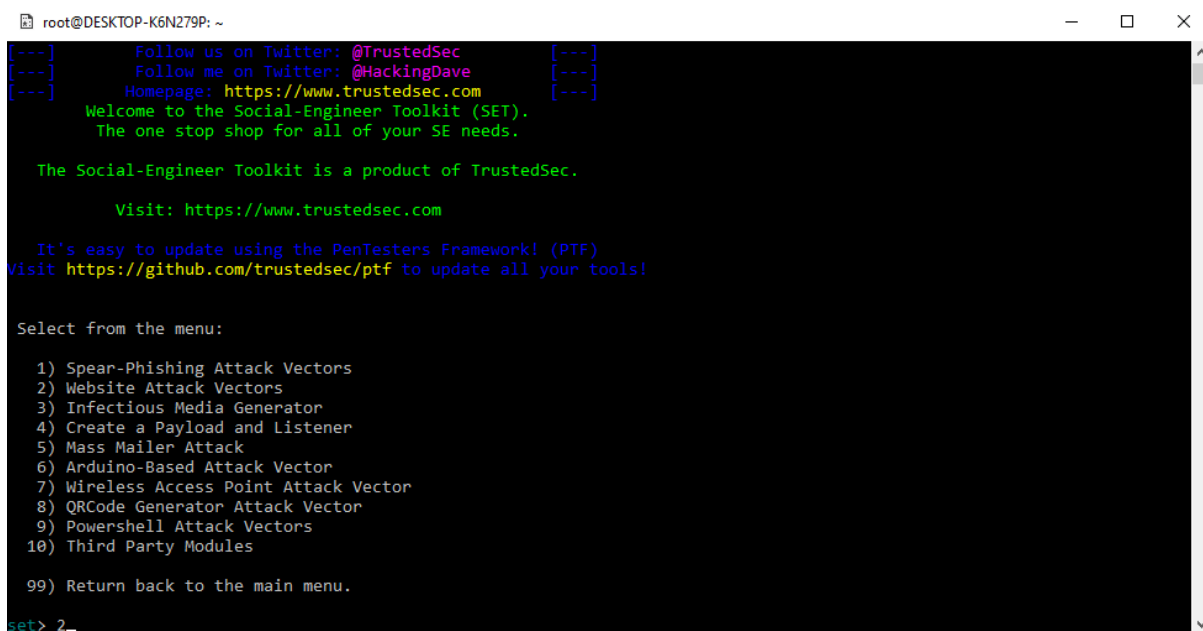 root@DESKTOP-K6N279P: ~
[---] Follow us on Twitter: @TrustedSec [---]
[---] Follow me on Twitter: @HackingDave [---]
[---] Homepage: https://www.trustedsec.com [---]
Welcome to the Social-Engineer Toolkit (SET).
The one stop shop for all of your SE needs.
The Social-Engineer Toolkit is a product of TrustedSec.
Visit: https://www.trustedsec.com
It's easy to update using the PenTesters Framework! (PTF)
Visit https://github.com/trustedsec/ptf to update all your tools!
Select from the menu:
1) Spear-Phishing Attack Vectors
2) Website Attack Vectors
3) Infectious Media Generator
4) Create a Payload and Listener
5) Mass Mailer Attack
6) Arduino-Based Attack Vector
7) Wireless Access Point Attack Vector
8) QRCode Generator Attack Vector
9) Powershell Attack Vectors
10) Third Party Modules
99) Return back to the main menu.
set> 2_